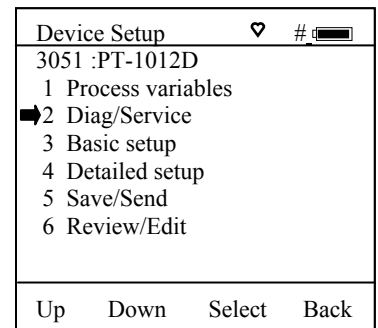 Device Setup ♥ #
3051 :PT-1012D
1 Process variables
2 Diag/Service
3 Basic setup
4 Detailed setup
5 Save/Send
6 Review/Edit
Up Down Select Back